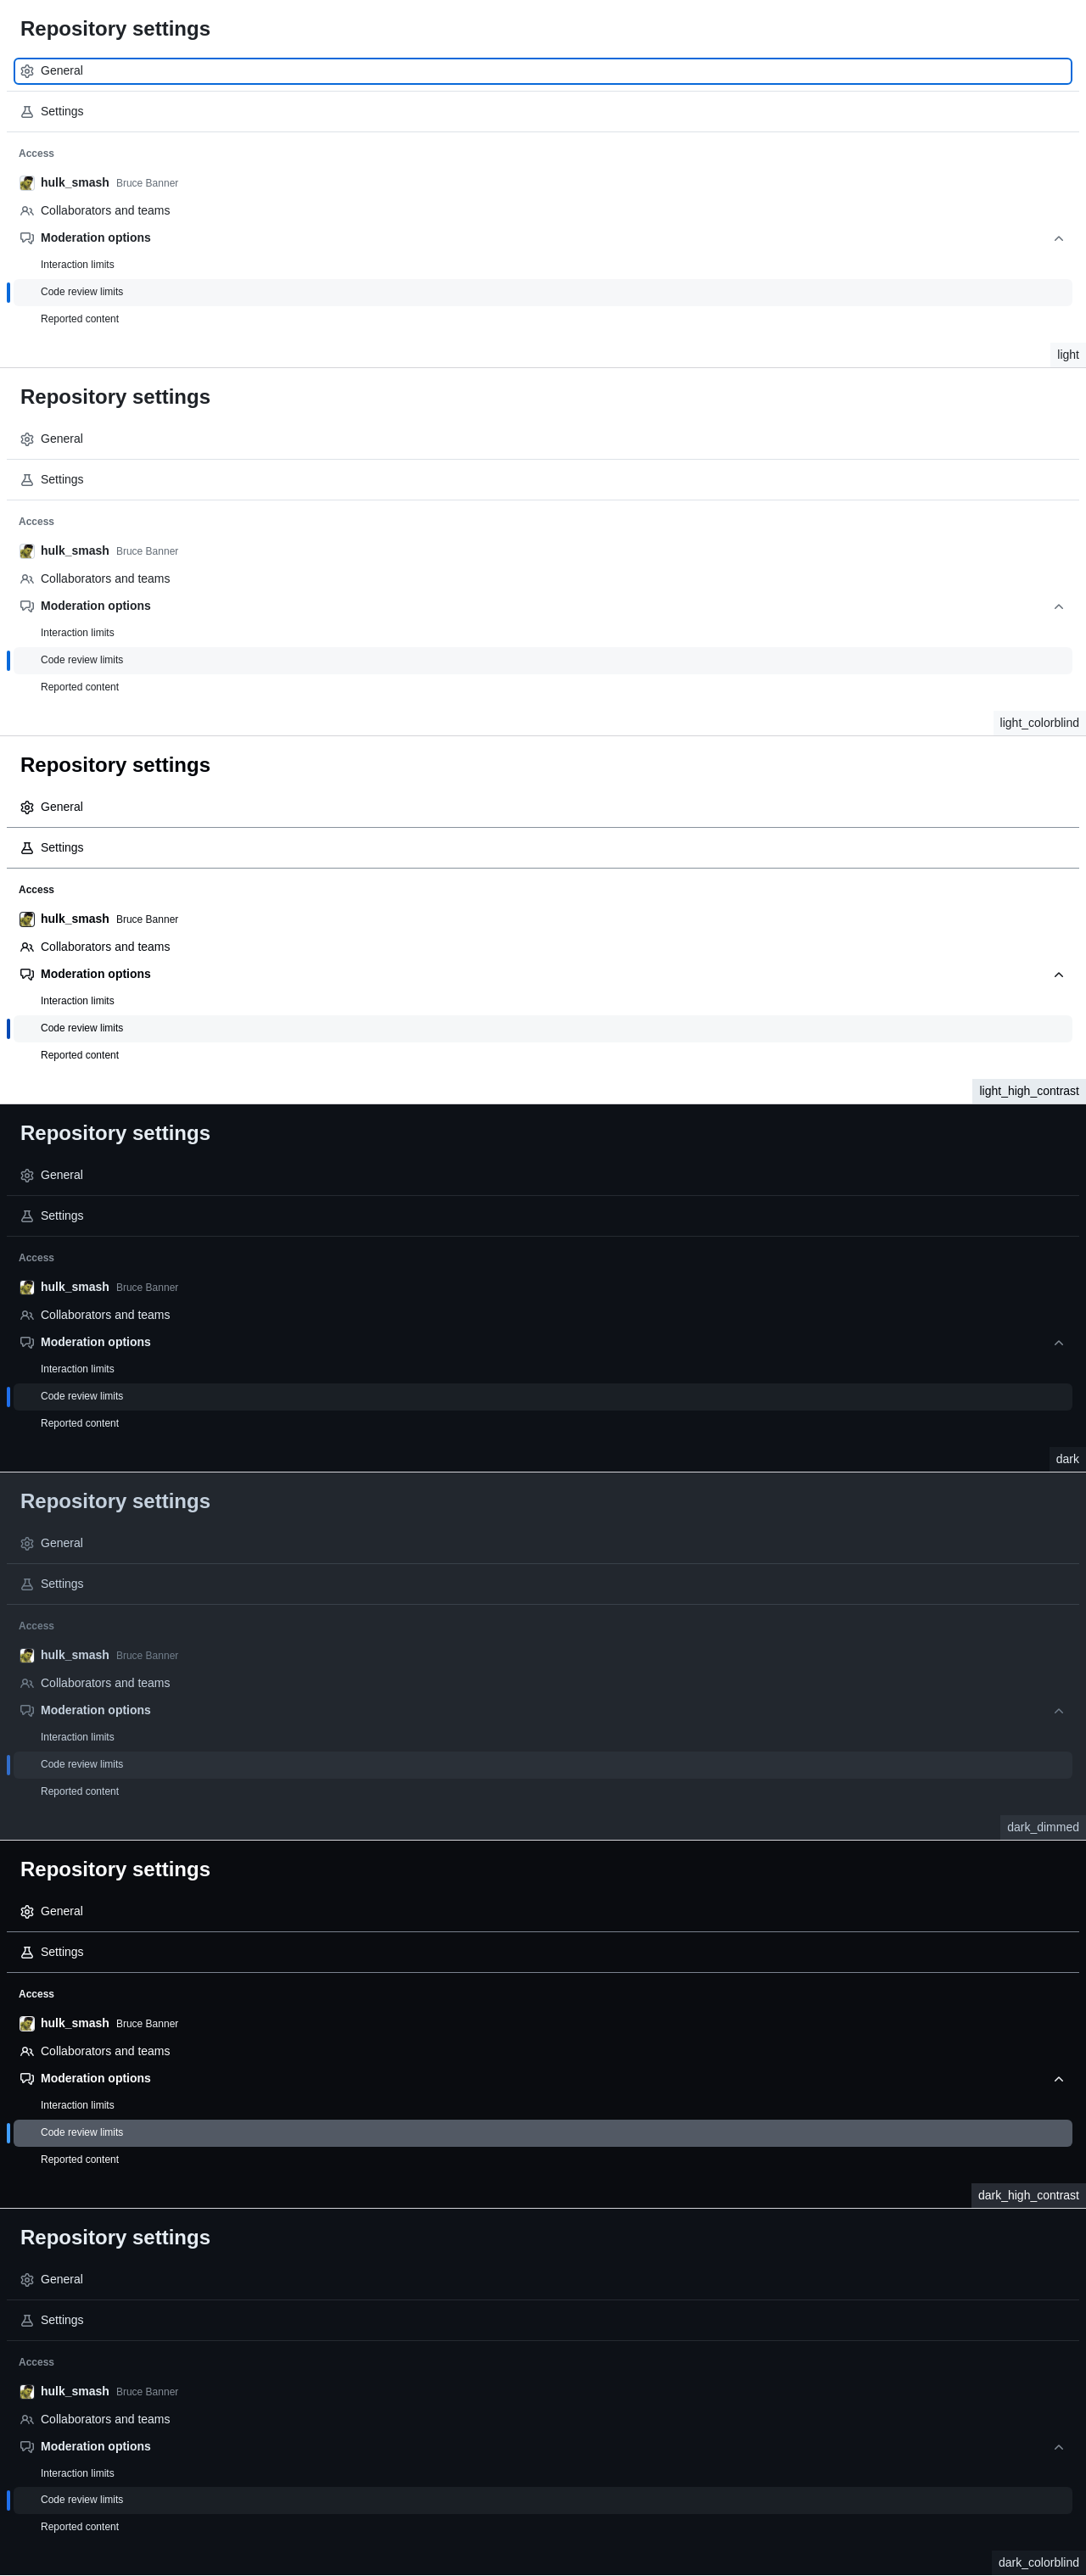 Repository settings
General
Settings
Access
hulk_smash Bruce Banner
Collaborators and teams
Moderation options
Interaction limits
Code review limits
Reported content
light
Repository settings
General
Settings
Access
hulk_smash Bruce Banner
Collaborators and teams
Moderation options
Interaction limits
Code review limits
Reported content
light_colorblind
Repository settings
General
Settings
Access
hulk_smash Bruce Banner
Collaborators and teams
Moderation options
Interaction limits
Code review limits
Reported content
light_high_contrast
Repository settings
General
Settings
Access
hulk_smash Bruce Banner
Collaborators and teams
Moderation options
Interaction limits
Code review limits
Reported content
dark
Repository settings
General
Settings
Access
hulk_smash Bruce Banner
Collaborators and teams
Moderation options
Interaction limits
Code review limits
Reported content
dark_dimmed
Repository settings
General
Settings
Access
hulk_smash Bruce Banner
Collaborators and teams
Moderation options
Interaction limits
Code review limits
Reported content
dark_high_contrast
Repository settings
General
Settings
Access
hulk_smash Bruce Banner
Collaborators and teams
Moderation options
Interaction limits
Code review limits
Reported content
dark_colorblind